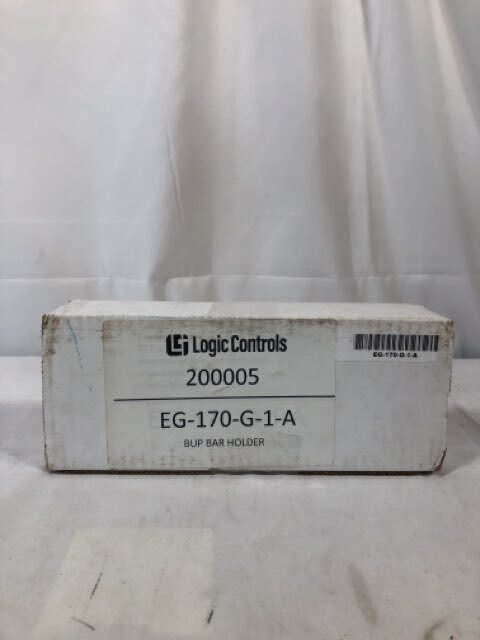 Logic Controls
200005
EG-170-G-1-A
BUP BAR HOLDER
EG-170-G-1-A